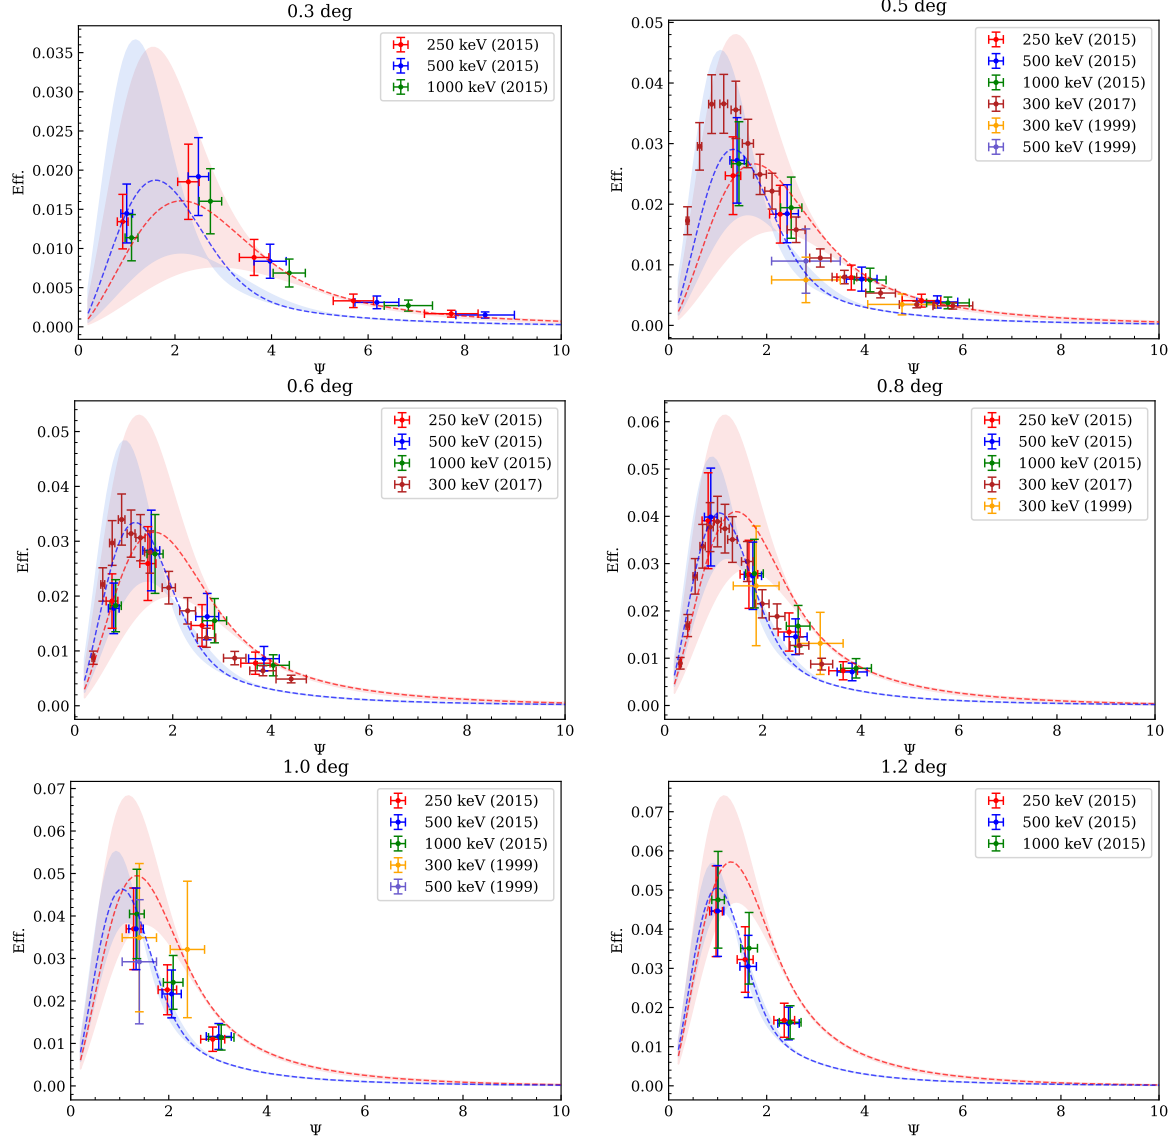 0.3 deg
0.035
0.030
0.025
0.020
0.015
0.010
0.005
0.000
Eff.
250 keV (2015)
500 keV (2015)
1000 keV (2015)
0 2 4 6 8 10
Ψ
0.5 deg
0.05
0.04
0.03
0.02
0.01
0.00
Eff.
250 keV (2015)
500 keV (2015)
1000 keV (2015)
300 keV (2017)
300 keV (1999)
500 keV (1999)
0 2 4 6 8 10
Ψ
0.6 deg
0.05
0.04
0.03
0.02
0.01
0.00
Eff.
250 keV (2015)
500 keV (2015)
1000 keV (2015)
300 keV (2017)
0 2 4 6 8 10
Ψ
0.8 deg
0.06
0.05
0.04
0.03
0.02
0.01
0.00
Eff.
250 keV (2015)
500 keV (2015)
1000 keV (2015)
300 keV (2017)
300 keV (1999)
0 2 4 6 8 10
Ψ
1.0 deg
0.07
0.06
0.05
0.04
0.03
0.02
0.01
0.00
Eff.
250 keV (2015)
500 keV (2015)
1000 keV (2015)
300 keV (1999)
500 keV (1999)
0 2 4 6 8 10
Ψ
1.2 deg
0.07
0.06
0.05
0.04
0.03
0.02
0.01
0.00
Eff.
250 keV (2015)
500 keV (2015)
1000 keV (2015)
0 2 4 6 8 10
Ψ